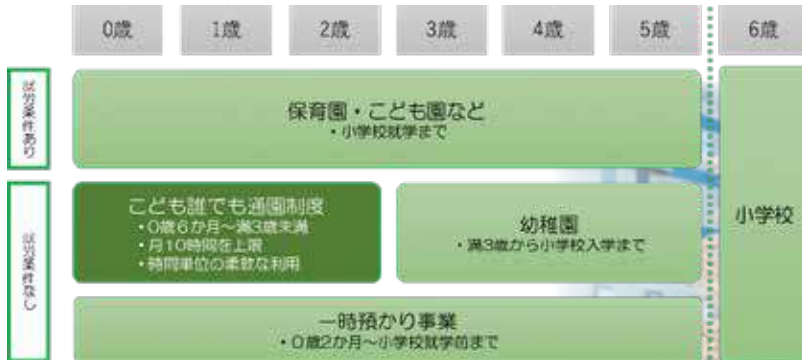 0歳 1歳 2歳 3歳 4歳 5歳 6歳
就労条件あり
保育園・こども園など
・小学校就学まで
就労条件なし
こども誰でも通園制度
・0歳6か月~満3歳未満
・月10時間を上限
・時間単位の柔軟な利用
幼稚園
・満3歳から小学校入学まで
小学校
一時預かり事業
・0歳2か月~小学校就学前まで